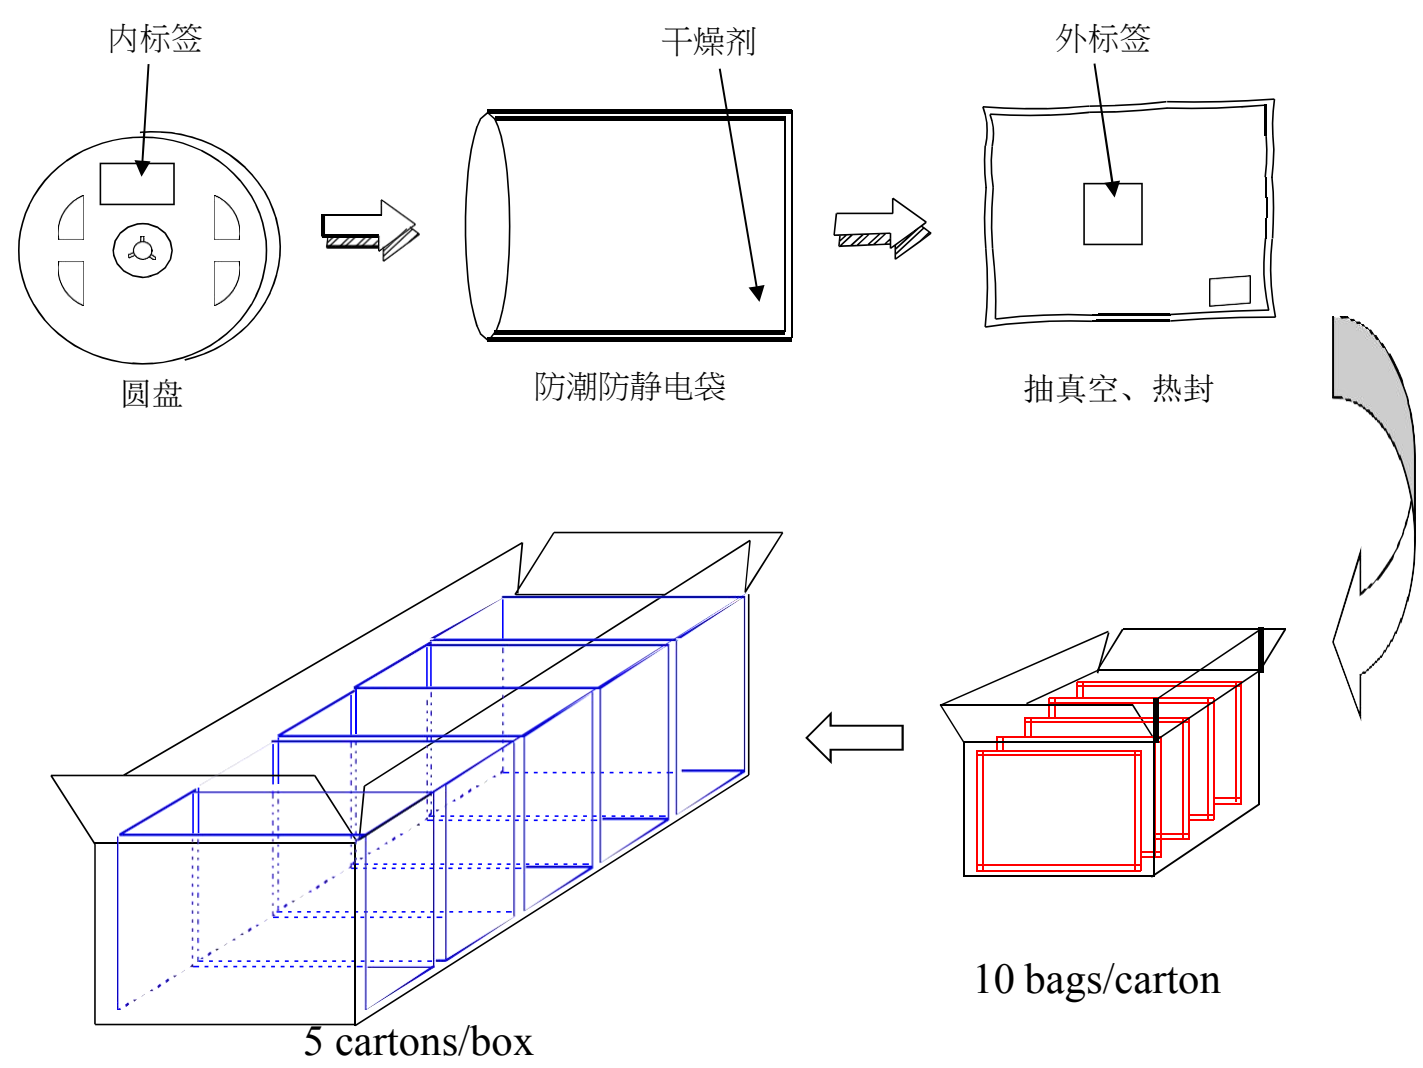 内标签
干燥剂
外标签
圆盘
防潮防静电袋
抽真空、热封
10 bags/carton
5 cartons/box